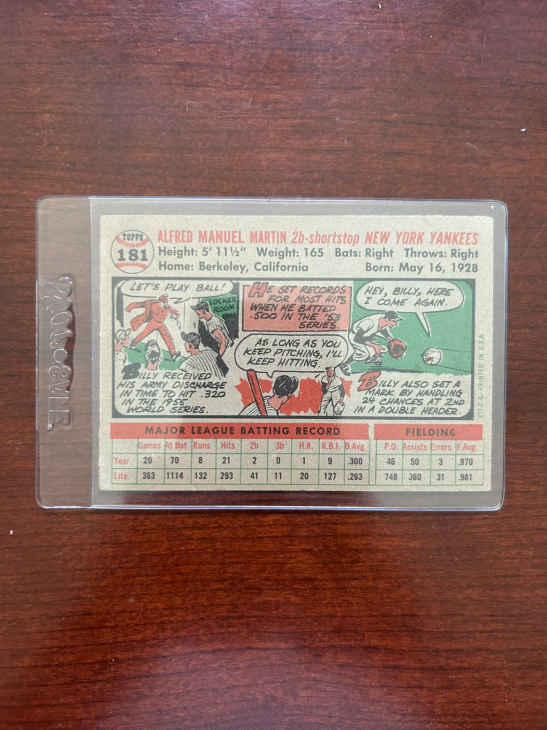 TOPPS
181
ALFRED MANUEL MARTIN 2b-shortstop NEW YORK YANKEES
Height: 5' 11½" Weight: 165 Bats: Right Throws: Right
Home: Berkeley, California Born: May 16, 1928
LET'S PLAY BALL!
LOCKER
ROOM
BILLY RECEIVED
HIS ARMY DISCHARGE
IN TIME TO HIT .320
IN THE 1955
WORLD SERIES.
HE SET RECORDS
FOR MOST HITS
WHEN HE BATTED
.500 IN THE '53
SERIES.
AS LONG AS YOU
KEEP PITCHING, I'LL
KEEP HITTING.
HEY, BILLY, HERE
I COME AGAIN.
BILLY ALSO SET A
MARK BY HANDLING
24 CHANCES AT 2ND
IN A DOUBLE HEADER.
PRINTED IN U.S.A.
MAJOR LEAGUE BATTING RECORD FIELDING
Games At Bat Runs Hits 2b 3b H.R. R.B.I. B.Avg. P.O. Assists Errors F.Avg.
Year 20 70 8 21 2 0 1 9 .300 46 50 3 .970
Life 363 1114 132 293 41 11 20 127 .263 748 360 31 .981